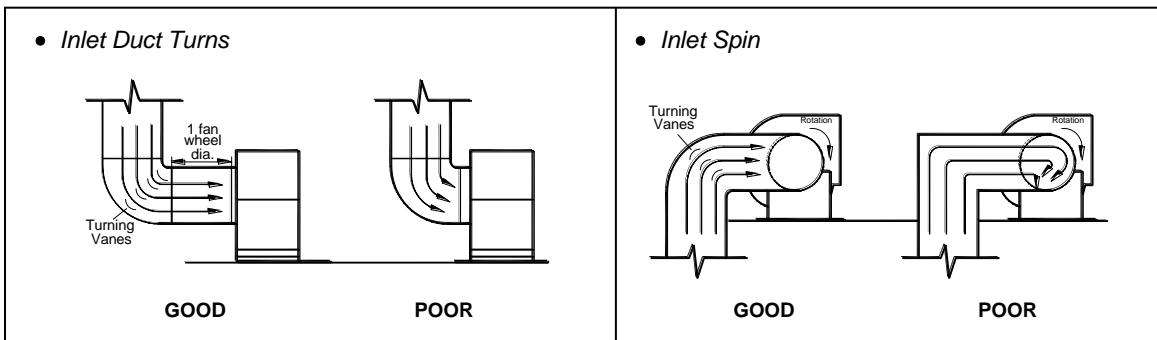 • Inlet Duct Turns
1 fan
wheel
dia.
Turning
Vanes
GOOD
POOR
• Inlet Spin
Turning
Vanes
Rotation
Rotation
GOOD
POOR